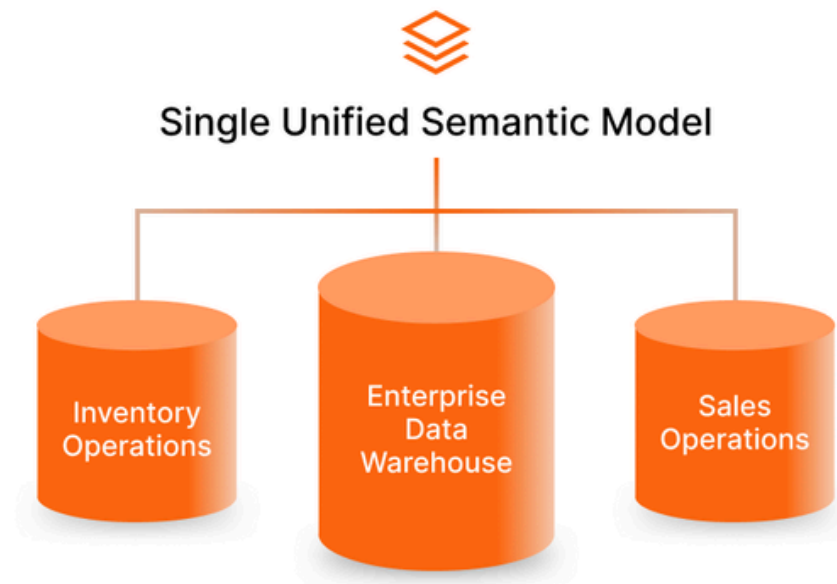 Single Unified Semantic Model
Inventory
Operations
Enterprise
Data
Warehouse
Sales
Operations